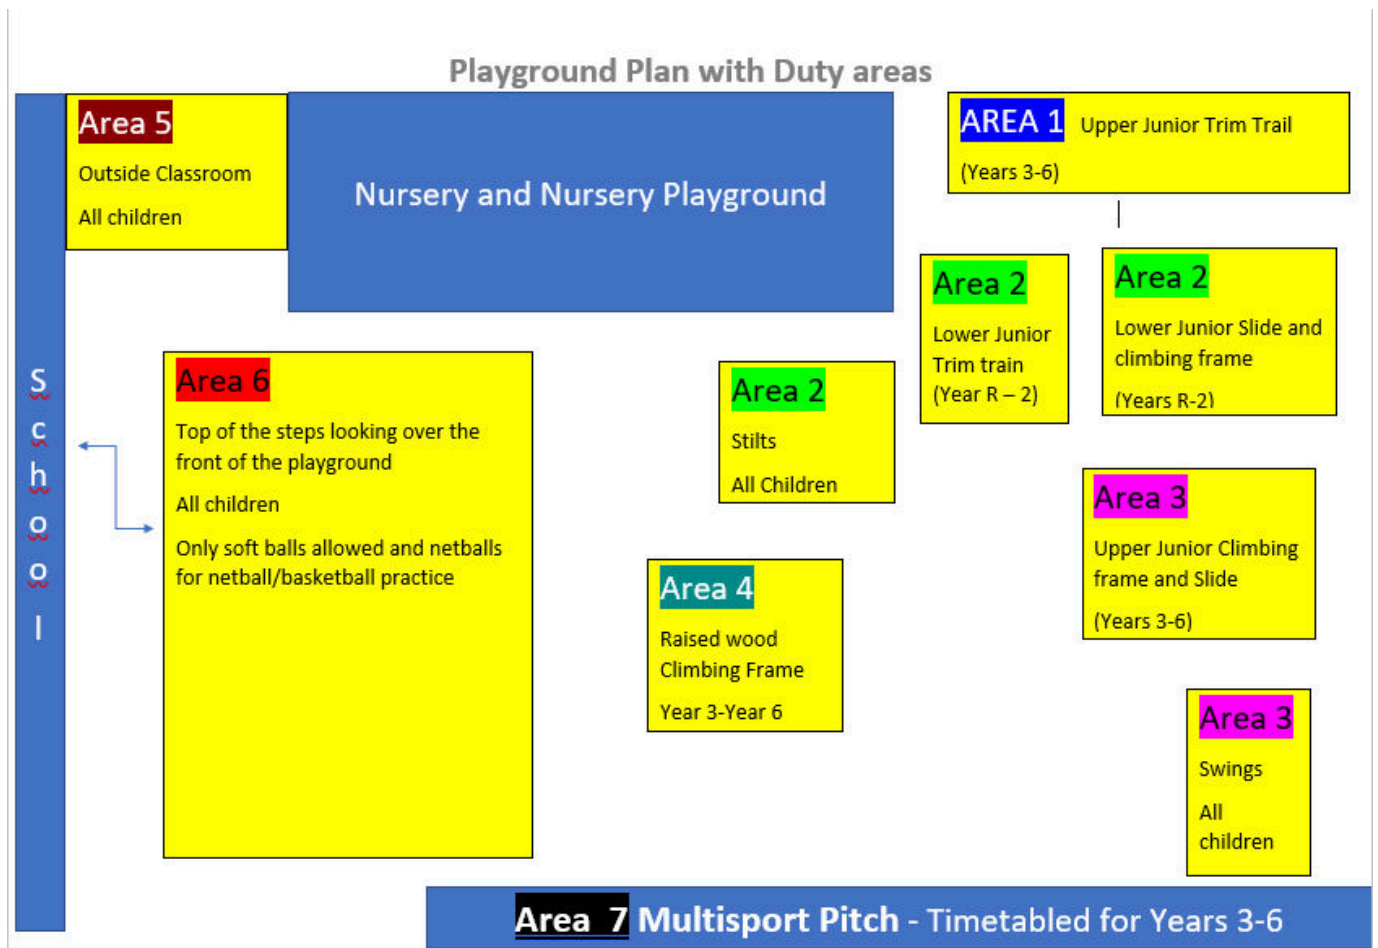 Playground Plan with Duty areas
Area 5
Outside Classroom
All children
Nursery and Nursery Playground
AREA 1 Upper Junior Trim Trail
(Years 3-6)
Area 2
Lower Junior
Trim train
(Year R – 2)
Area 2
Lower Junior Slide and
climbing frame
(Years R-2)
School
Area 6
Top of the steps looking over the
front of the playground
All children
Only soft balls allowed and netballs
for netball/basketball practice
Area 2
Stilts
All Children
Area 3
Upper Junior Climbing
frame and Slide
(Years 3-6)
Area 4
Raised wood
Climbing Frame
Year 3-Year 6
Area 3
Swings
All
children
Area 7 Multisport Pitch - Timetabled for Years 3-6